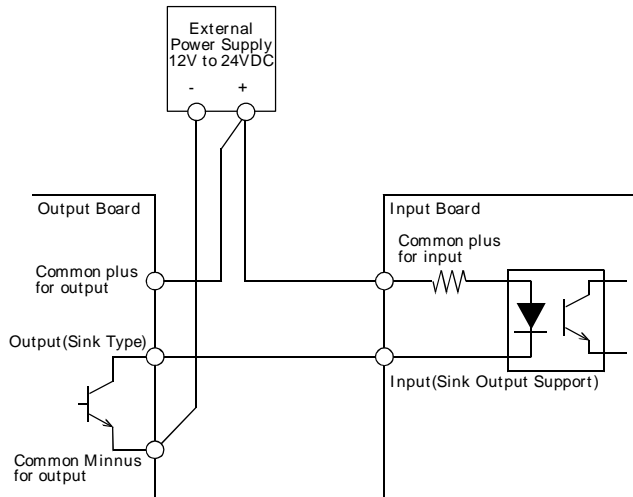 External
Power Supply
12V to 24VDC
- +
Output Board
Input Board
Common plus
for input
Common plus
for output
Output(Sink Type)
Input(Sink Output Support)
Common Minnus
for output